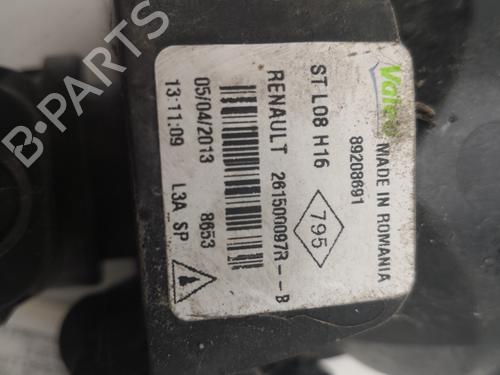 Valeo MADE IN ROMANIA
89208691
ST L08 H16
795
RENAULT 261500097R--B
05/04/2013 8653
13:11:09 L3A SP
B-PARTS